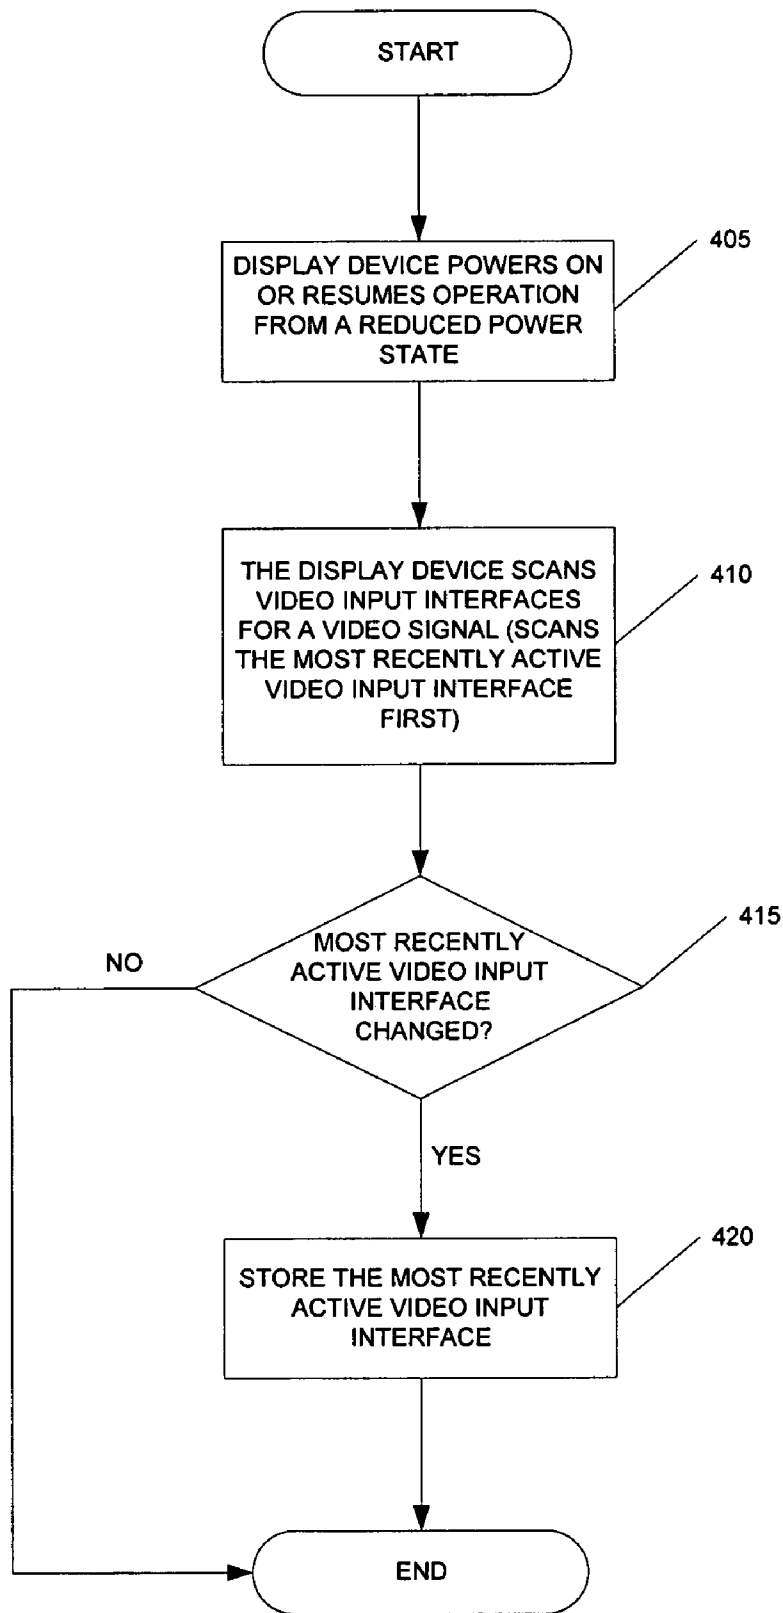 START
DISPLAY DEVICE POWERS ON
OR RESUMES OPERATION
FROM A REDUCED POWER
STATE
405
THE DISPLAY DEVICE SCANS
VIDEO INPUT INTERFACES
FOR A VIDEO SIGNAL (SCANS
THE MOST RECENTLY ACTIVE
VIDEO INPUT INTERFACE
FIRST)
410
MOST RECENTLY
ACTIVE VIDEO INPUT
INTERFACE
CHANGED?
415
NO
YES
STORE THE MOST RECENTLY
ACTIVE VIDEO INPUT
INTERFACE
420
END